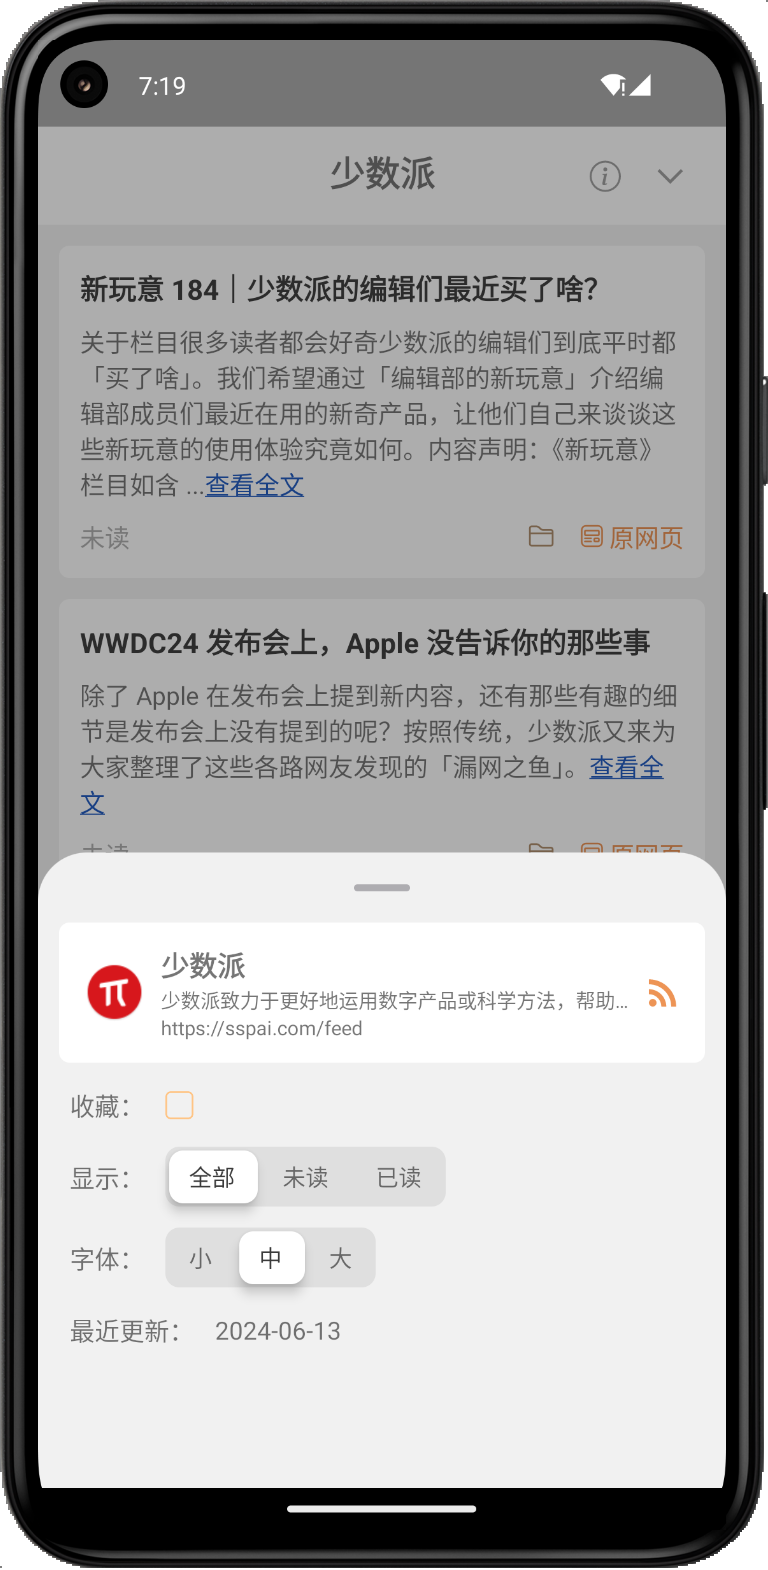 7:19
少数派
新玩意 184｜少数派的编辑们最近买了啥？
关于栏目很多读者都会好奇少数派的编辑们到底平时都
「买了啥」。我们希望通过「编辑部的新玩意」介绍编
辑部成员们最近在用的新奇产品，让他们自己来谈谈这
些新玩意的使用体验究竟如何。内容声明：《新玩意》
栏目如含 ...查看全文
未读
原网页
WWDC24 发布会上，Apple 没告诉你的那些事
除了 Apple 在发布会上提到新内容，还有那些有趣的细
节是发布会上没有提到的呢？按照传统，少数派又来为
大家整理了这些各路网友发现的「漏网之鱼」。查看全
文
未读
原网页
少数派
少数派致力于更好地运用数字产品或科学方法，帮助...
https://sspai.com/feed
收藏：
显示： 全部 未读 已读
字体： 小 中 大
最近更新： 2024-06-13